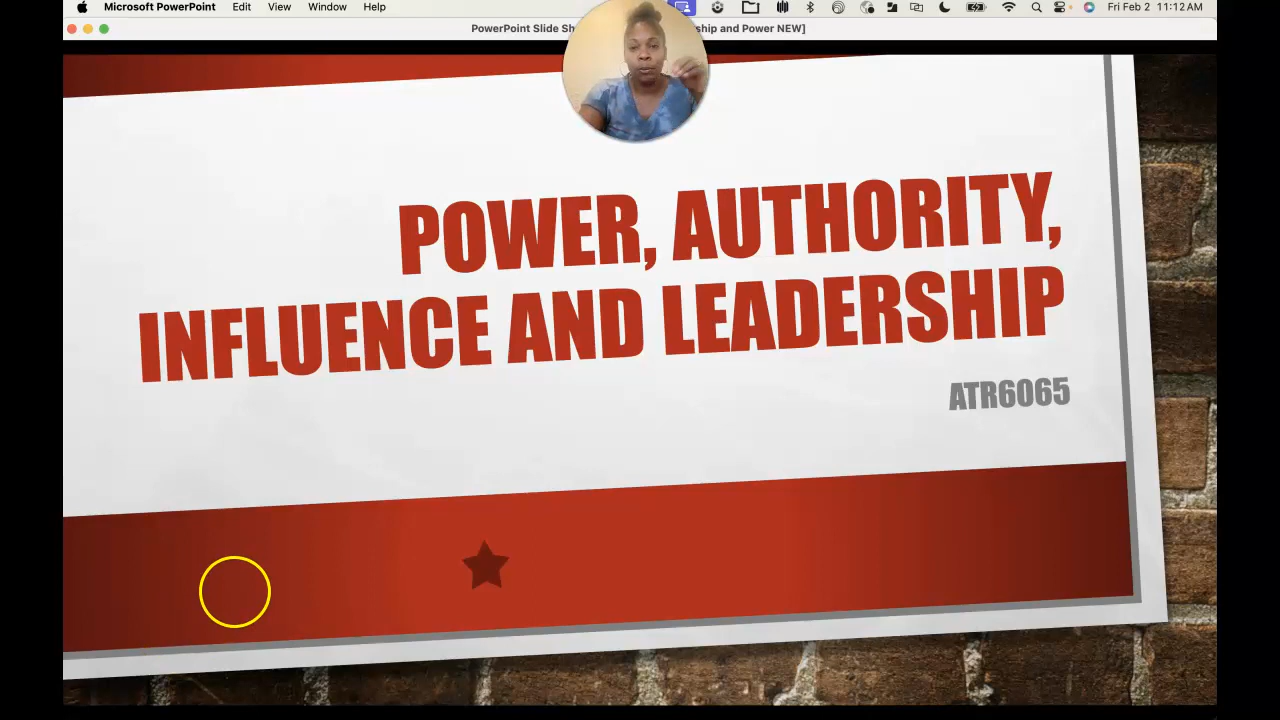 Microsoft PowerPoint Edit View Window Help Fri Feb 2 11:12 AM
PowerPoint Slide Sh ship and Power NEW]
POWER, AUTHORITY,
INFLUENCE AND LEADERSHIP
ATR6065